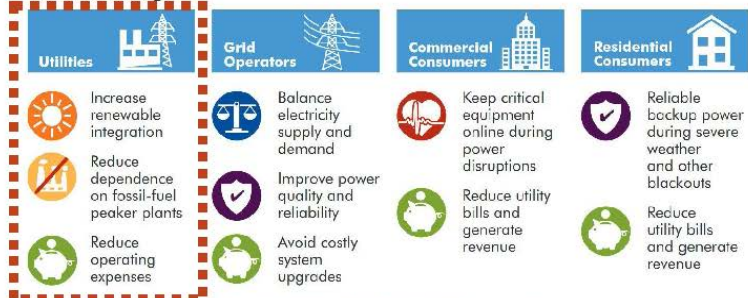 Utilities
Increase
renewable
integration
Reduce
dependence
on fossil-fuel
peaker plants
Reduce
operating
expenses
Grid
Operators
Balance
electricity
supply and
demand
Improve power
quality and
reliability
Avoid costly
system
upgrades
Commercial
Consumers
Keep critical
equipment
online during
power
disruptions
Reduce utility
bills and
generate
revenue
Residential
Consumers
Reliable
backup power
during severe
weather
and other
blackouts
Reduce
utility bills
and generate
revenue